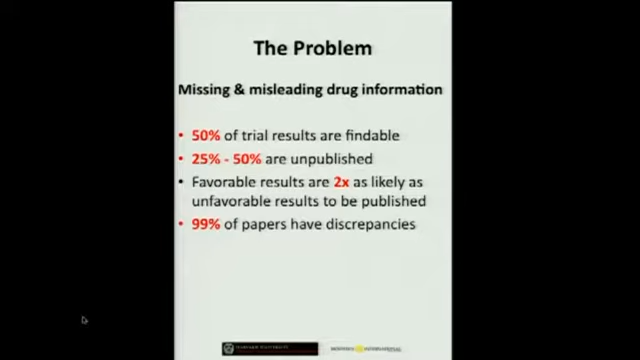 The Problem
Missing & misleading drug information
• 50% of trial results are findable
• 25% - 50% are unpublished
• Favorable results are 2x as likely as
unfavorable results to be published
• 99% of papers have discrepancies